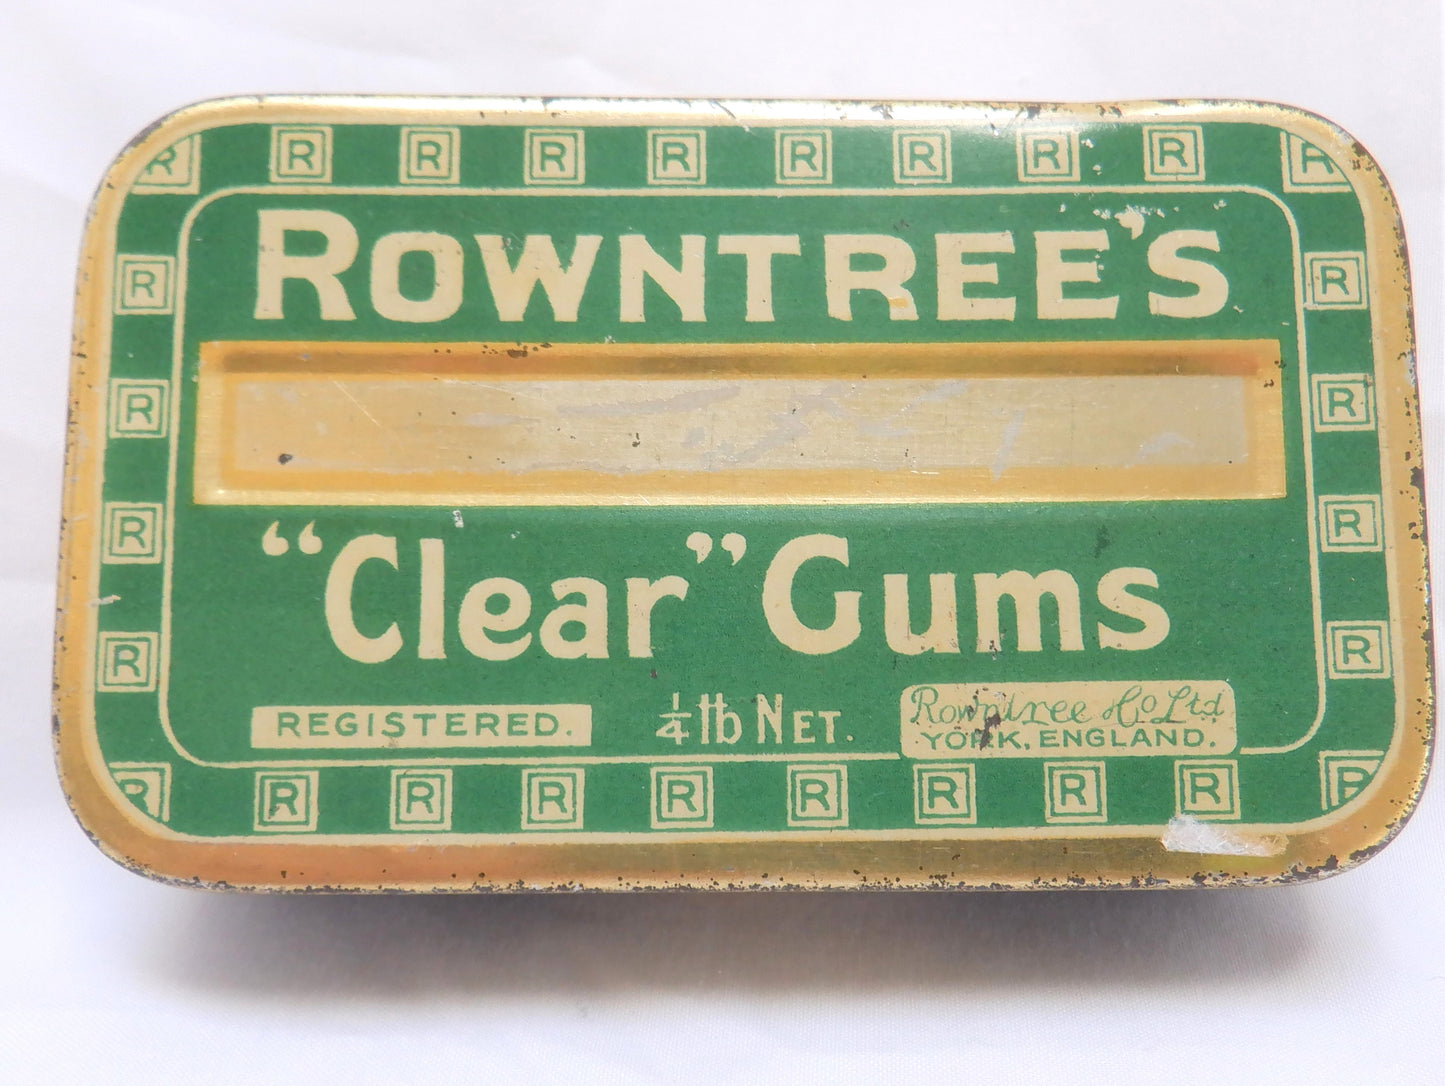 R R R R R R R R R R
ROWNTREE'S
R R
R R
"Clear" Gums
R R
R R
REGISTERED. ¼ lb NET. Rowntree & Co Ltd
YORK, ENGLAND.
R R R R R R R R R R